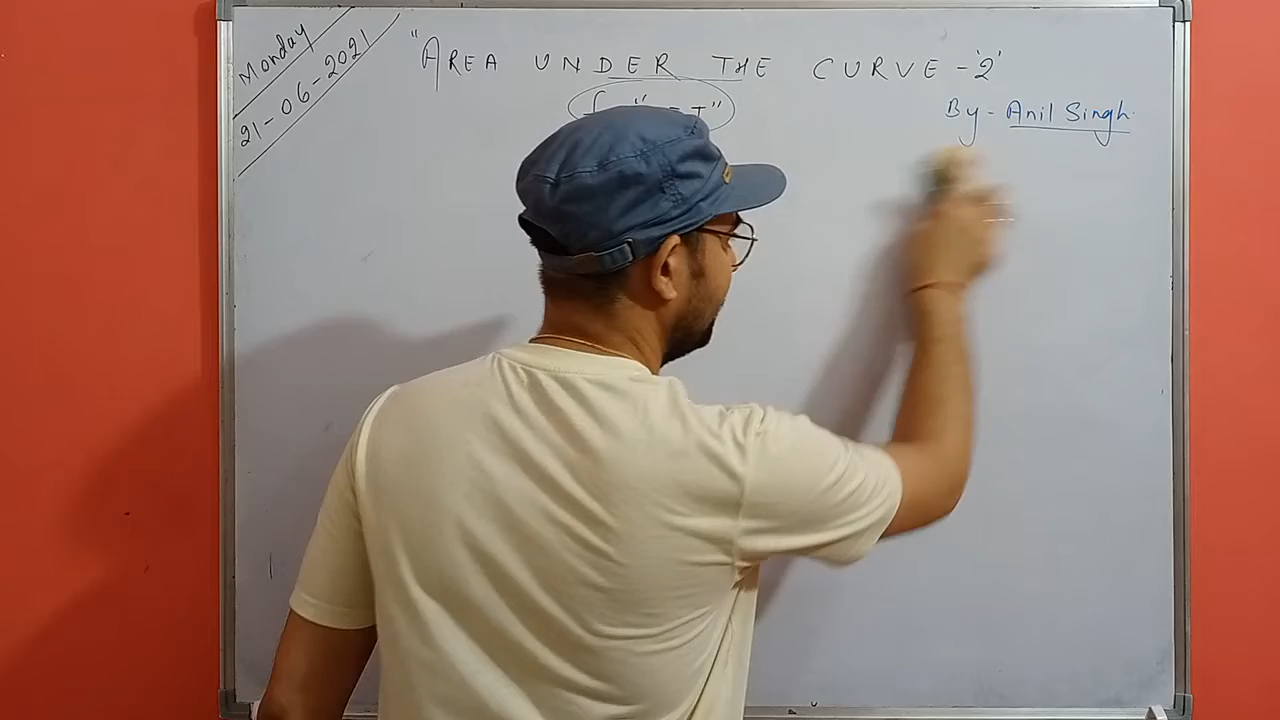 Monday
21-06-2021
"AREA UNDER THE CURVE -'2'
By- Anil Singh